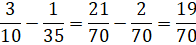 3/10 − 1/35 = 21/70 − 2/70 = 19/70